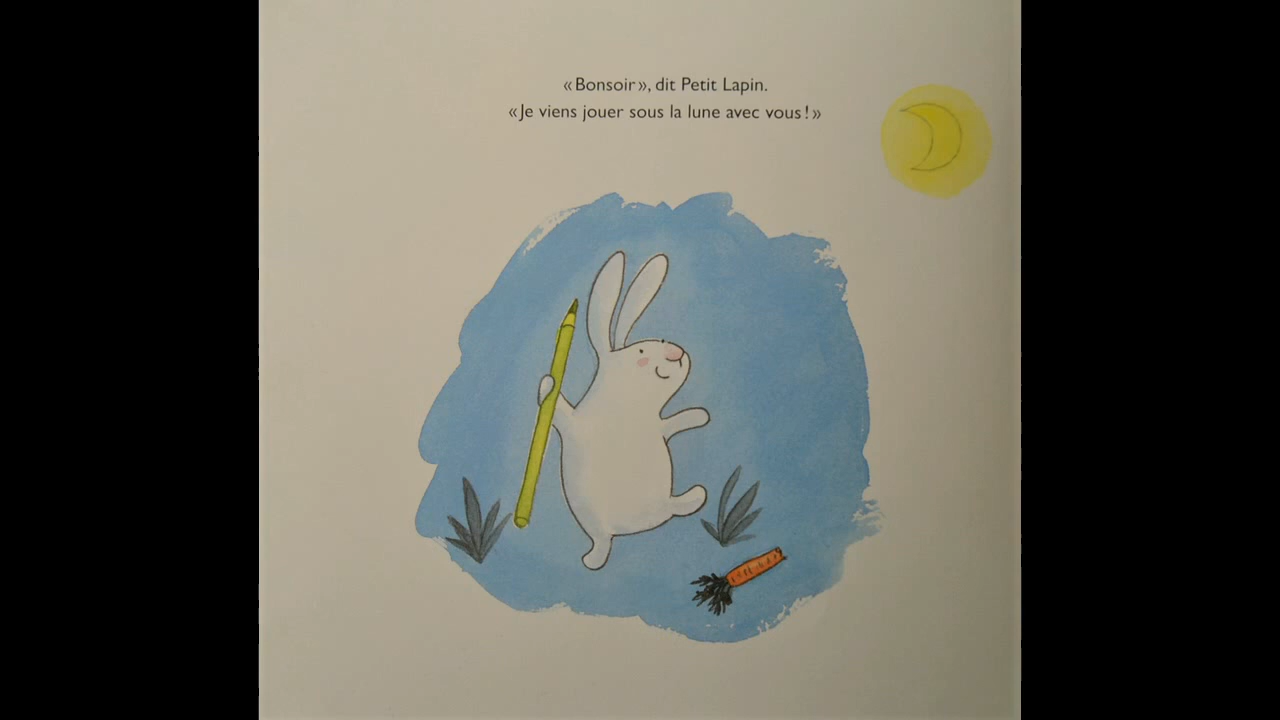 «Bonsoir», dit Petit Lapin.
«Je viens jouer sous la lune avec vous!»